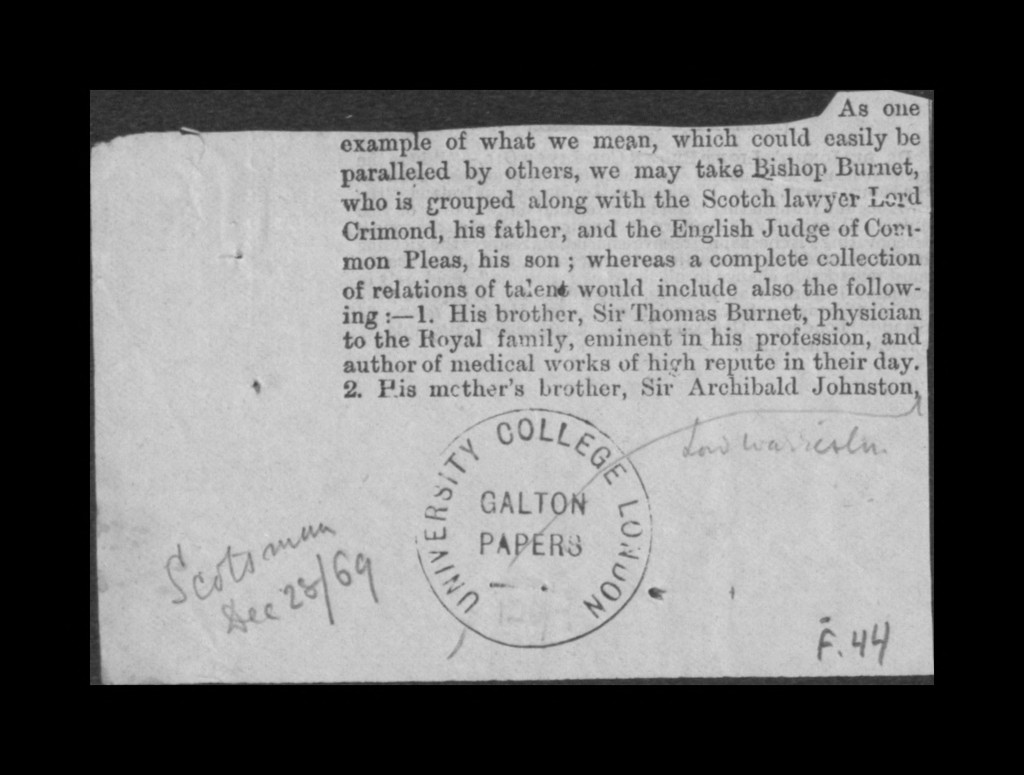 As one
example of what we mean, which could easily be
paralleled by others, we may take Bishop Burnet,
who is grouped along with the Scotch lawyer Lord
Crimond, his father, and the English Judge of Com-
mon Pleas, his son ; whereas a complete collection
of relations of talent would include also the follow-
ing :—1. His brother, Sir Thomas Burnet, physician
to the Royal family, eminent in his profession, and
author of medical works of high repute in their day.
2. His mother's brother, Sir Archibald Johnston,
UNIVERSITY COLLEGE LONDON
GALTON
PAPERS
Scotsman
Dec 28/69
F. 44